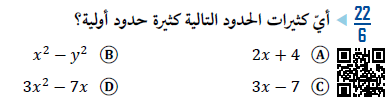 22/6 أيّ كثيرات الحدود التالية كثيرة حدود أولية؟
2x + 4 Ⓐ x² − y² Ⓑ
3x − 7 Ⓒ 3x² − 7x Ⓓ